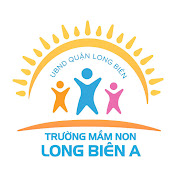 UBND QUẬN LONG BIÊN
TRƯỜNG MẦM NON
LONG BIÊN A